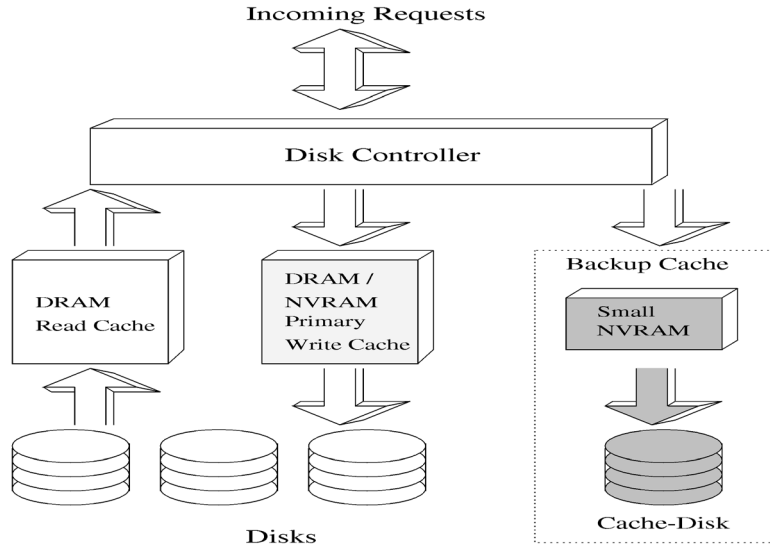 Incoming Requests
Disk Controller
DRAM
Read Cache
DRAM /
NVRAM
Primary
Write Cache
Backup Cache
Small
NVRAM
Cache-Disk
Disks